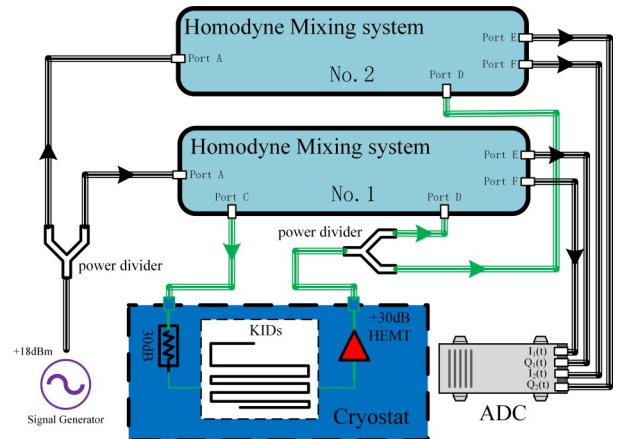 Homodyne Mixing system
Port E
Port A
Port F
No. 2
Port D
Homodyne Mixing system
Port E
Port A
Port F
Port C
No. 1
Port D
power divider
power divider
+30dB
HEMT
KIDs
30dB
+18dBm
Signal Generator
Cryostat
I1(t)
Q1(t)
I2(t)
Q2(t)
ADC